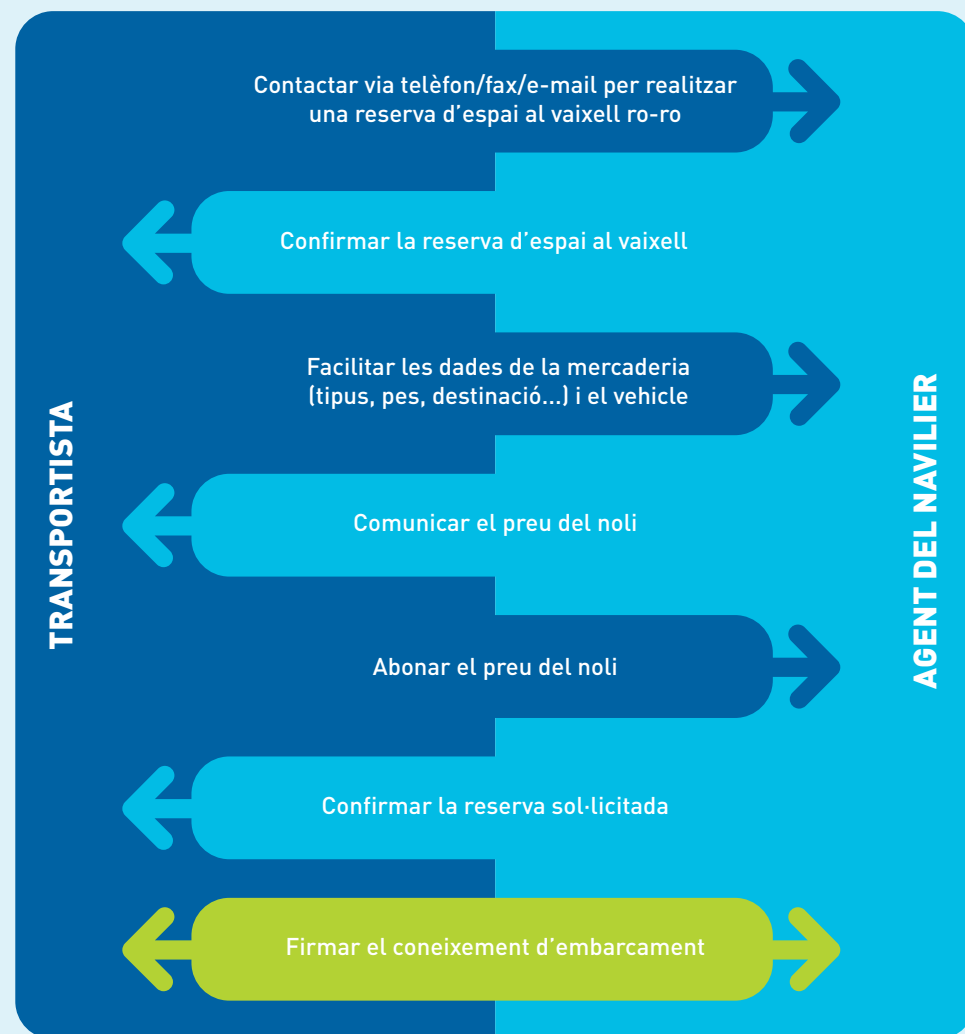 Contactar via telèfon/fax/e-mail per realitzar
una reserva d’espai al vaixell ro-ro
Confirmar la reserva d’espai al vaixell
Facilitar les dades de la mercaderia
(tipus, pes, destinació...) i el vehicle
TRANSPORTISTA
AGENT DEL NAVILIER
Comunicar el preu del noli
Abonar el preu del noli
Confirmar la reserva sol·licitada
Firmar el coneixement d’embarcament